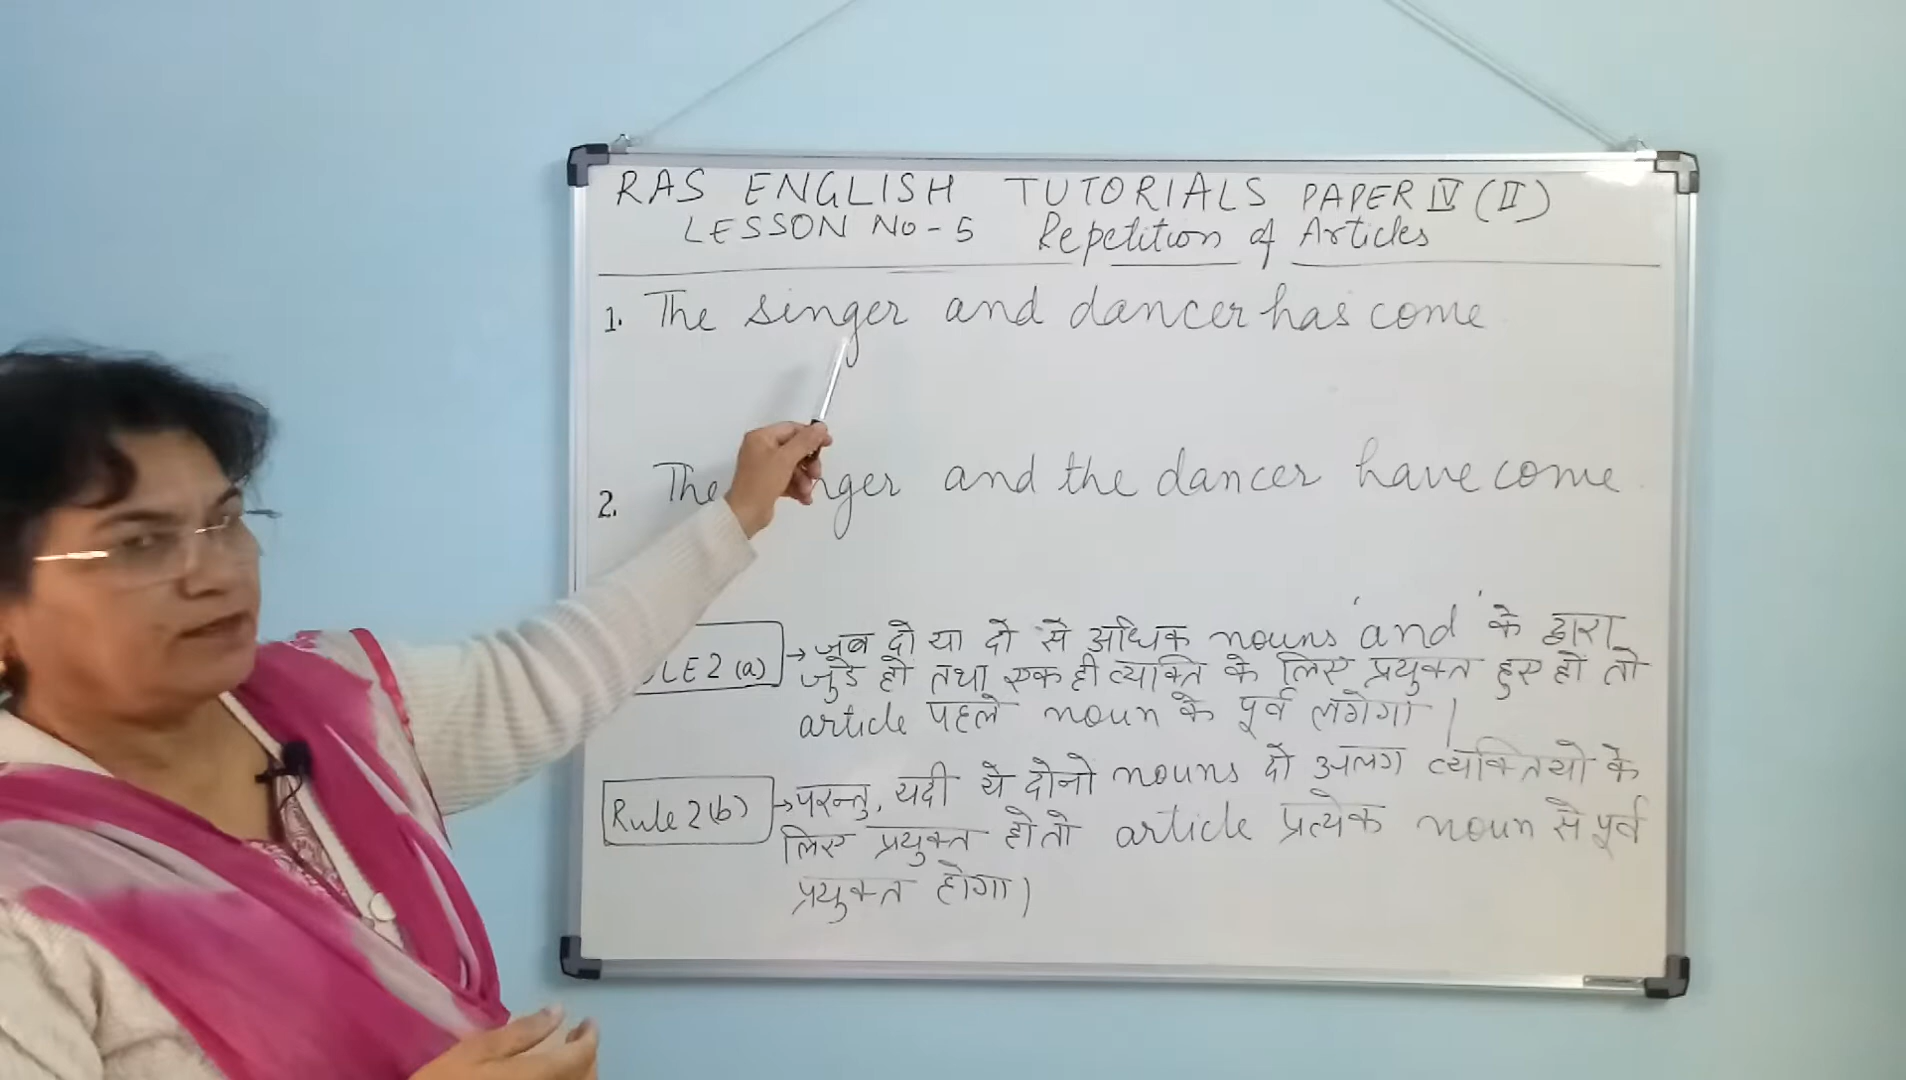 RAS ENGLISH TUTORIALS PAPER IV (II)
LESSON No - 5 Repetition of Articles
1. The singer and dancer has come
2. The nger and the dancer have come.
LE 2 (a) → जब दो या दो से अधिक nouns 'and' के द्वारा
जुडे हो तथा एक ही व्यक्ति के लिए प्रयुक्त हुए हों तो
article पहले noun के पूर्व लगेगा।
Rule 2(b) → परन्तु, यदी ये दोनो nouns दो अलग व्यक्तियो के
लिए प्रयुक्त हो तो article प्रत्येक noun से पूर्व
प्रयुक्त होगा।